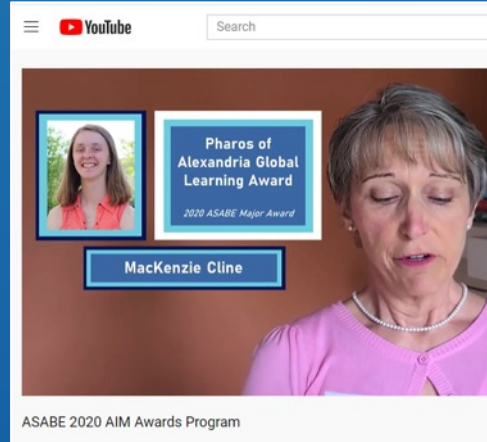 YouTube
Search
Pharos of
Alexandria Global
Learning Award
2020 ASABE Major Award
MacKenzie Cline
ASABE 2020 AIM Awards Program